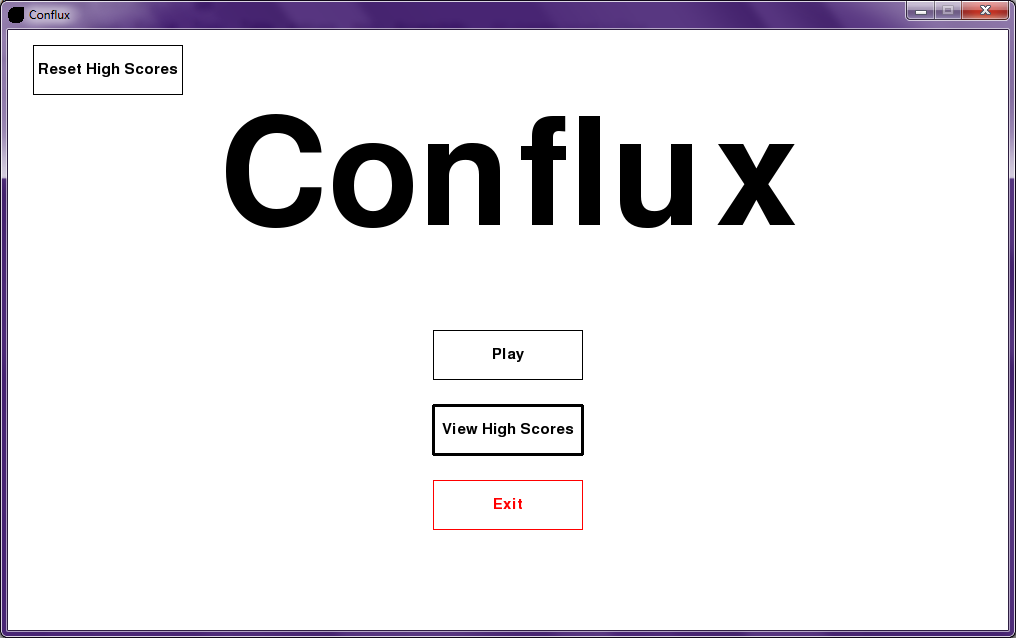 Conflux
Reset High Scores
Conflux
Play
View High Scores
Exit